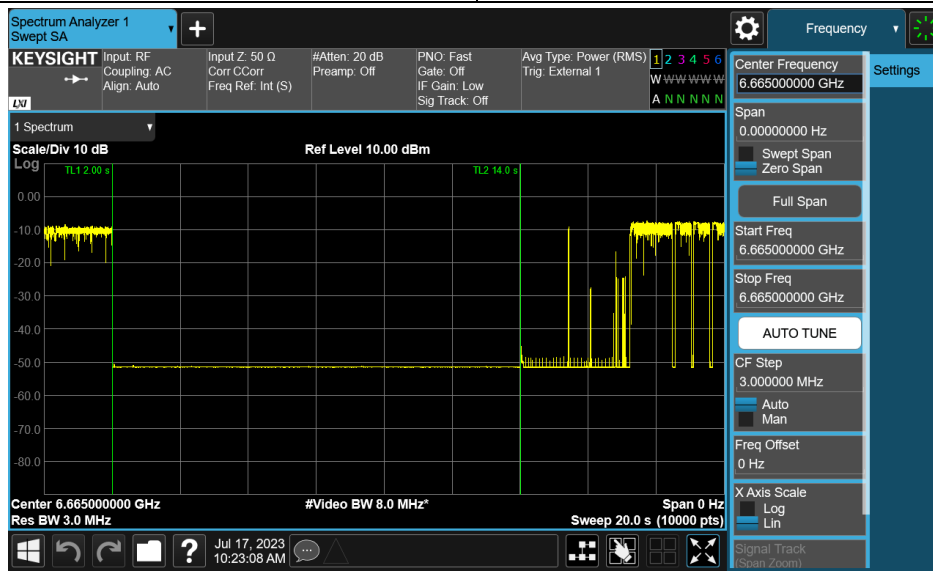 Spectrum Analyzer 1
Swept SA
Frequency
KEYSIGHT
LXI
Input: RF
Coupling: AC
Align: Auto
Input Z: 50 Ω
Corr CCorr
Freq Ref: Int (S)
#Atten: 20 dB
Preamp: Off
PNO: Fast
Gate: Off
IF Gain: Low
Sig Track: Off
Avg Type: Power (RMS)
Trig: External 1
1 2 3 4 5 6
W W W W W W
A N N N N N
Center Frequency
6.665000000 GHz
Settings
Span
0.00000000 Hz
Swept Span
Zero Span
Full Span
Start Freq
6.665000000 GHz
Stop Freq
6.665000000 GHz
AUTO TUNE
CF Step
3.000000 MHz
Auto
Man
Freq Offset
0 Hz
X Axis Scale
Log
Lin
Signal Track
(Span Zoom)
1 Spectrum
Scale/Div 10 dB
Ref Level 10.00 dBm
Log
TL1 2.00 s
TL2 14.0 s
0.00
-10.0
-20.0
-30.0
-40.0
-50.0
-60.0
-70.0
-80.0
Center 6.665000000 GHz
#Video BW 8.0 MHz*
Span 0 Hz
Res BW 3.0 MHz
Sweep 20.0 s (10000 pts)
?
Jul 17, 2023
10:23:08 AM